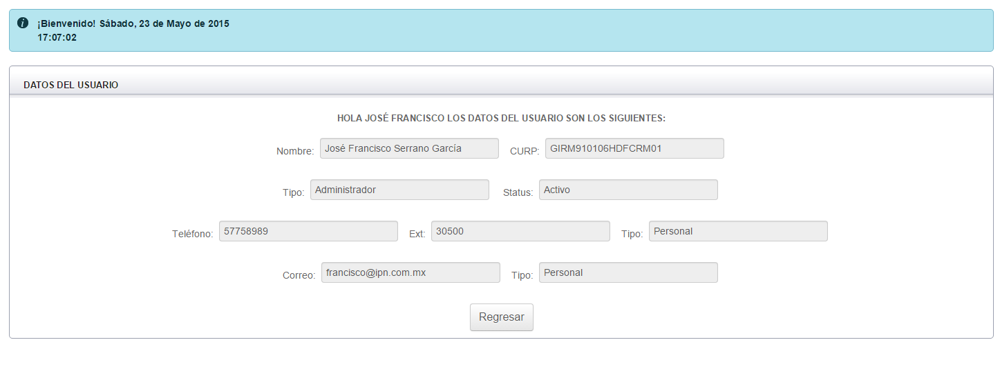 ¡Bienvenido! Sábado, 23 de Mayo de 2015
17:07:02
DATOS DEL USUARIO
HOLA JOSÉ FRANCISCO LOS DATOS DEL USUARIO SON LOS SIGUIENTES:
Nombre: José Francisco Serrano García CURP: GIRM910106HDFCRM01
Tipo: Administrador Status: Activo
Teléfono: 57758989 Ext: 30500 Tipo: Personal
Correo: francisco@ipn.com.mx Tipo: Personal
Regresar